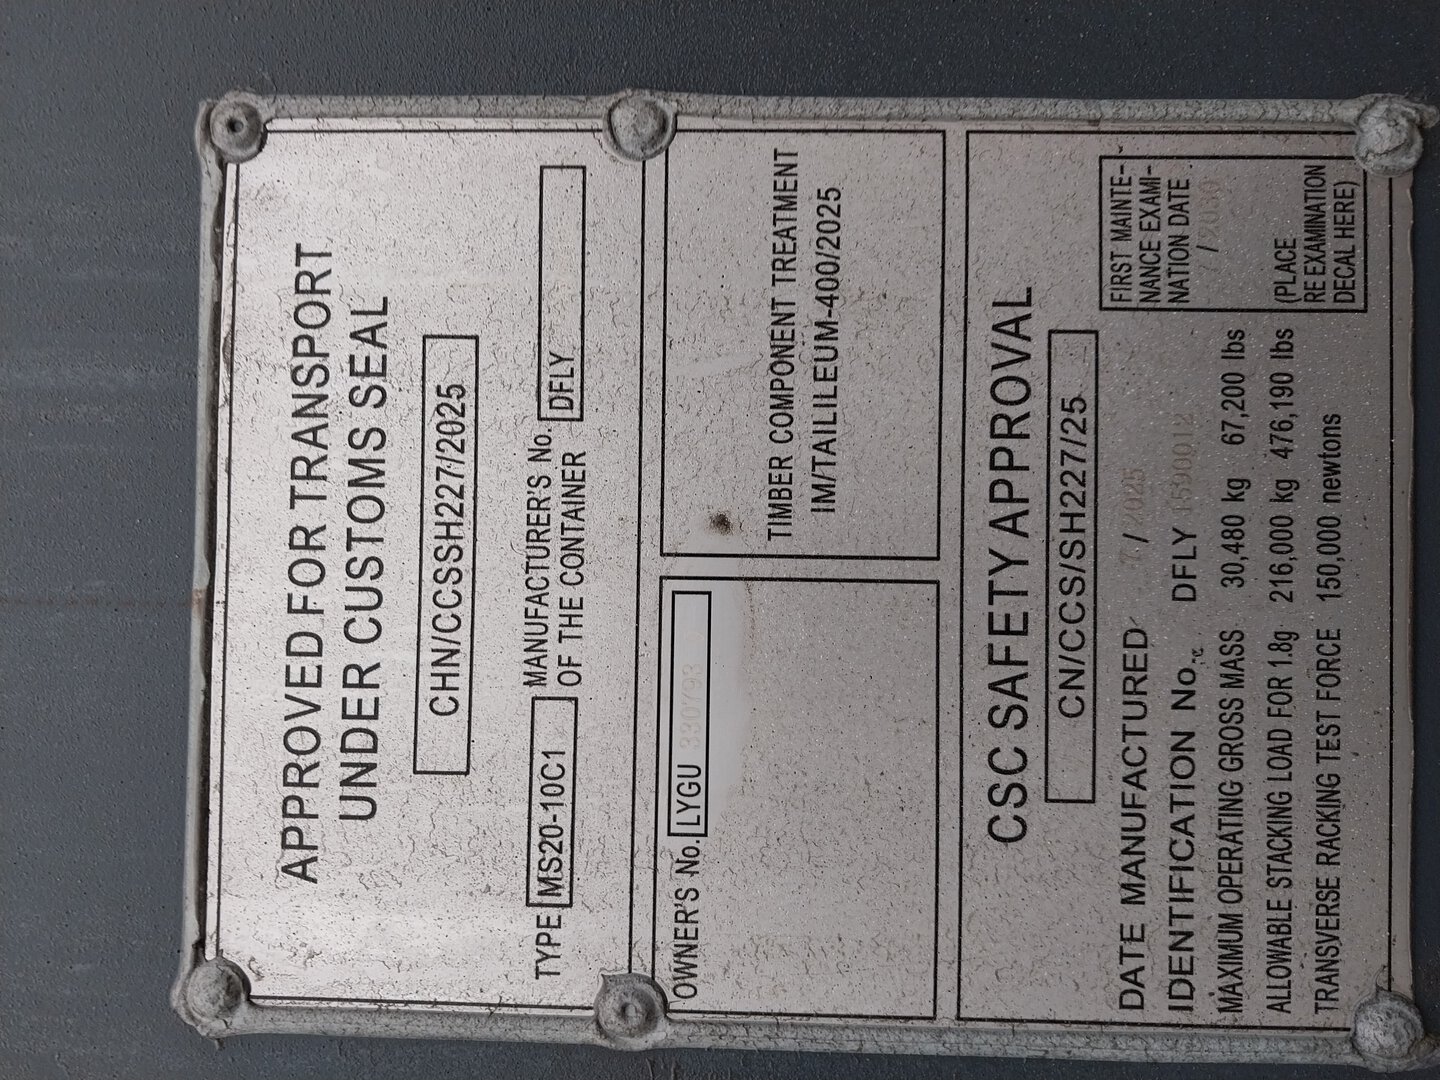 APPROVED FOR TRANSPORT
UNDER CUSTOMS SEAL
CHN/CCSSH227/2025
TYPE MS20-10C1 MANUFACTURER'S No.
OF THE CONTAINER DFLY
OWNER'S No. LYGU
TIMBER COMPONENT TREATMENT
IM/TAILILEUM-400/2025
CSC SAFETY APPROVAL
CN/CCS/SH227/25
DATE MANUFACTURED 7 / 2025
IDENTIFICATION No. DFLY
MAXIMUM OPERATING GROSS MASS 30,480 kg 67,200 lbs
ALLOWABLE STACKING LOAD FOR 1.8g 216,000 kg 476,190 lbs
TRANSVERSE RACKING TEST FORCE 150,000 newtons
FIRST MAINTE-
NANCE EXAMI-
NATION DATE
/ 2030
(PLACE
RE EXAMINATION
DECAL HERE)